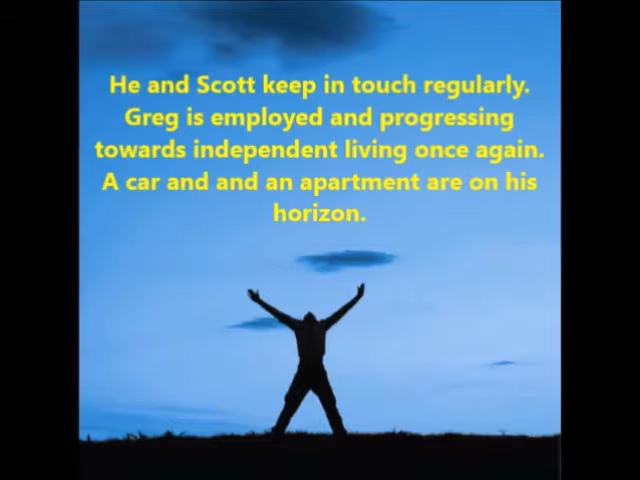 He and Scott keep in touch regularly.
Greg is employed and progressing
towards independent living once again.
A car and and an apartment are on his
horizon.